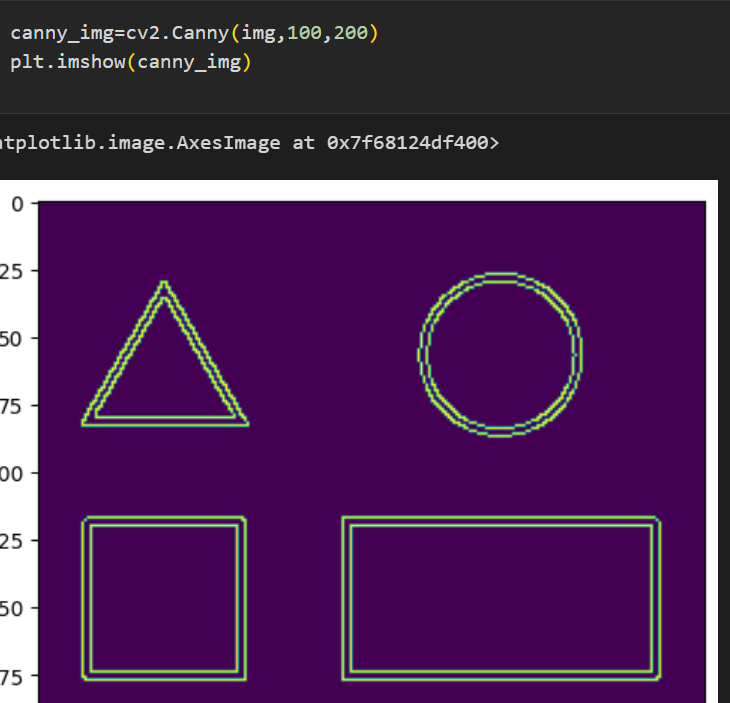 canny_img=cv2.Canny(img,100,200)
plt.imshow(canny_img)
atplotlib.image.AxesImage at 0x7f68124df400>
0
25
50
75
00
25
50
75